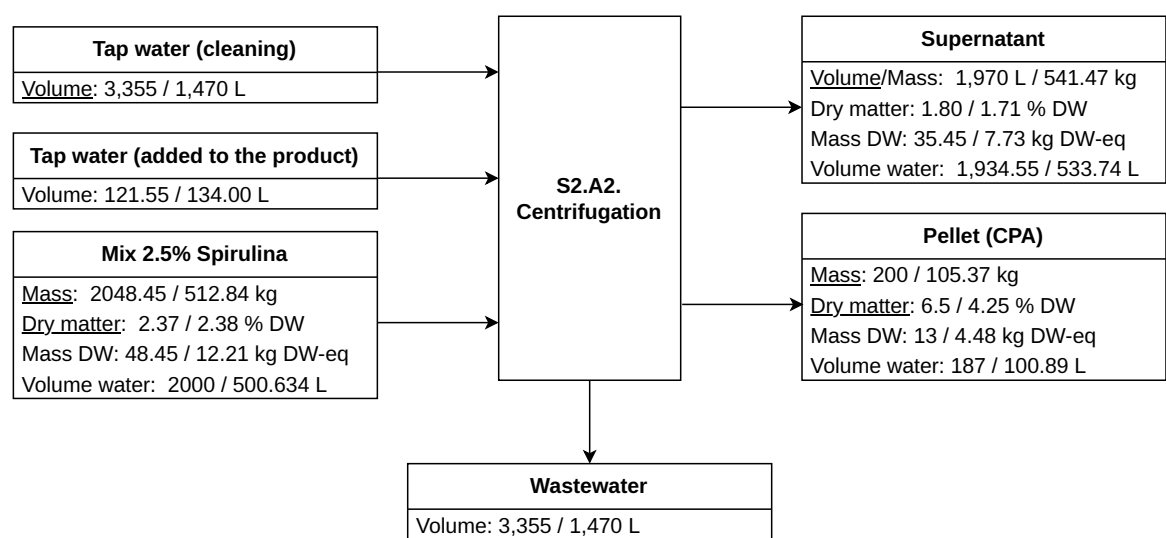 Tap water (cleaning)
Volume: 3,355 / 1,470 L
Tap water (added to the product)
Volume: 121.55 / 134.00 L
Mix 2.5% Spirulina
Mass:  2048.45 / 512.84 kg
Dry matter:  2.37 / 2.38 % DW
Mass DW: 48.45 / 12.21 kg DW-eq
Volume water:  2000 / 500.634 L
S2.A2.
Centrifugation
Supernatant
Volume/Mass:  1,970 L / 541.47 kg
Dry matter: 1.80 / 1.71 % DW
Mass DW: 35.45 / 7.73 kg DW-eq
Volume water: 1,934.55 / 533.74 L
Pellet (CPA)
Mass: 200 / 105.37 kg
Dry matter: 6.5 / 4.25 % DW
Mass DW: 13 / 4.48 kg DW-eq
Volume water: 187 / 100.89 L
Wastewater
Volume: 3,355 / 1,470 L